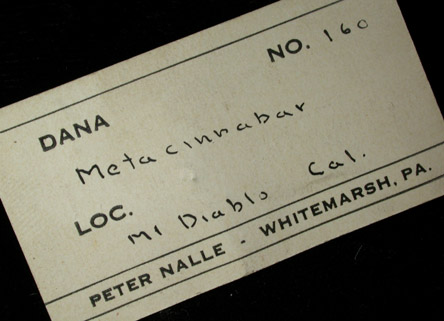 NO. 160
DANA
Metacinnabar
LOC.
Mt Diablo Cal.
PETER NALLE - WHITEMARSH, PA.